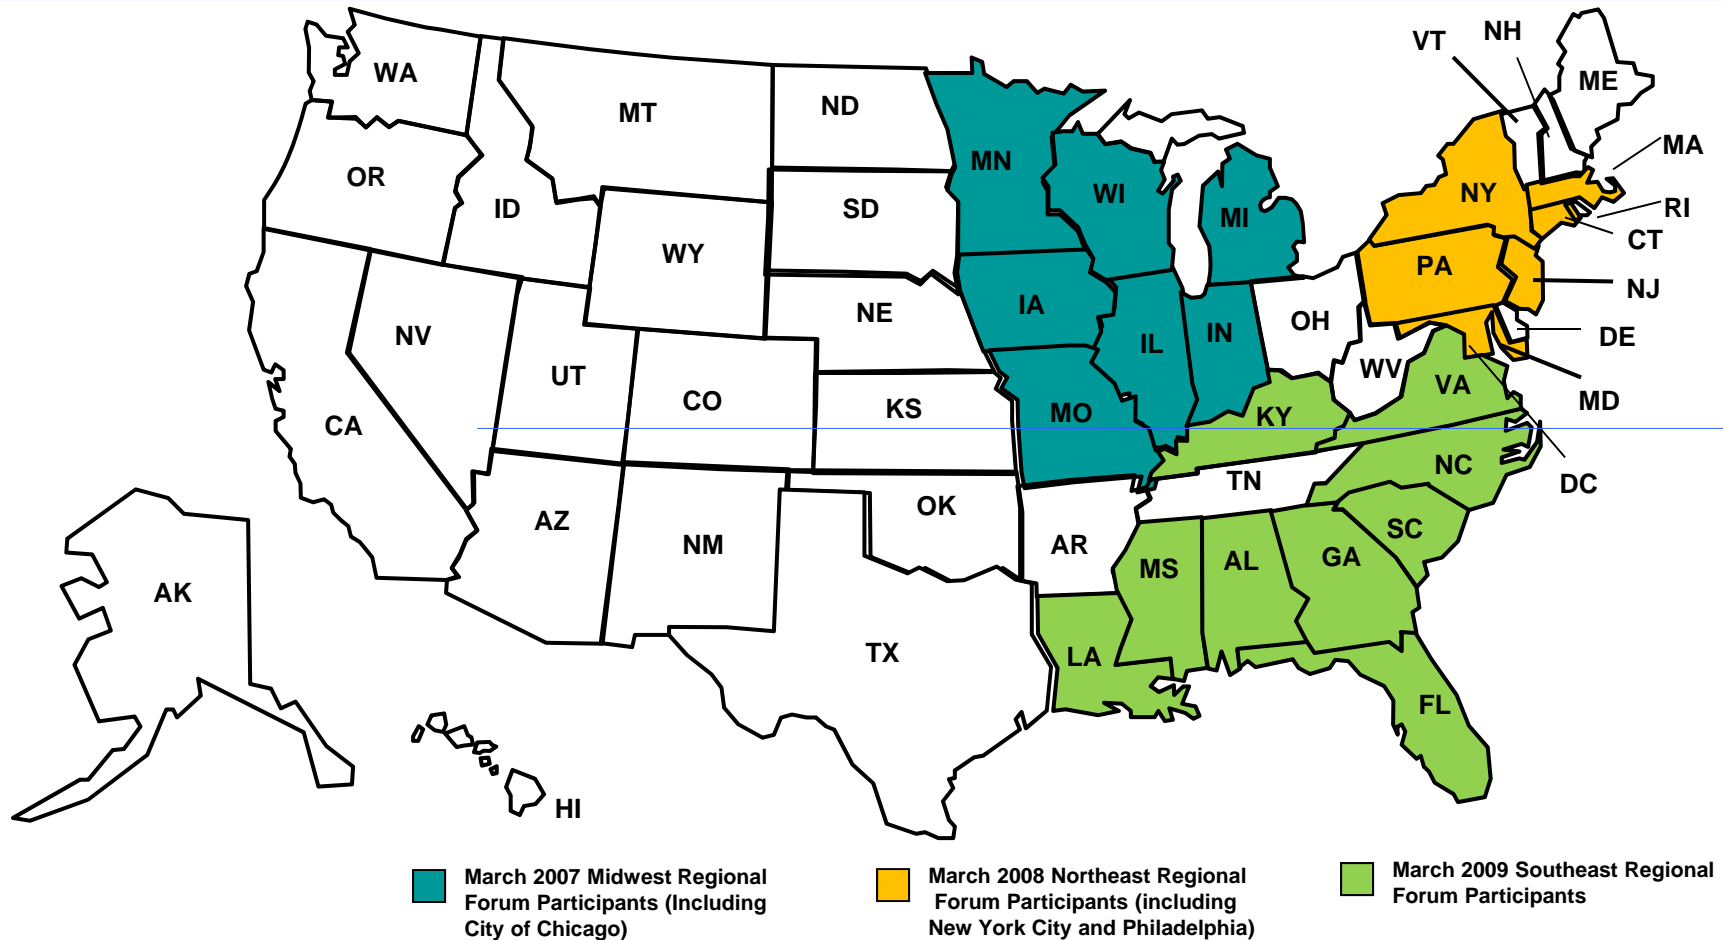 NH
VT
WA
ME
ND
MT
MA
MN
OR
WI
NY
ID
SD
RI
MI
CT
WY
PA
NJ
IA
NE
OH
IN
NV
DE
IL
WV
UT
VA
CO
MD
KS
MO
KY
CA
NC
TN
DC
OK
AZ
SC
NM
AR
GA
AL
MS
AK
TX
LA
FL
HI
March 2007 Midwest Regional
Forum Participants (Including
City of Chicago)
March 2008 Northeast Regional
Forum Participants (including
New York City and Philadelphia)
March 2009 Southeast Regional
Forum Participants